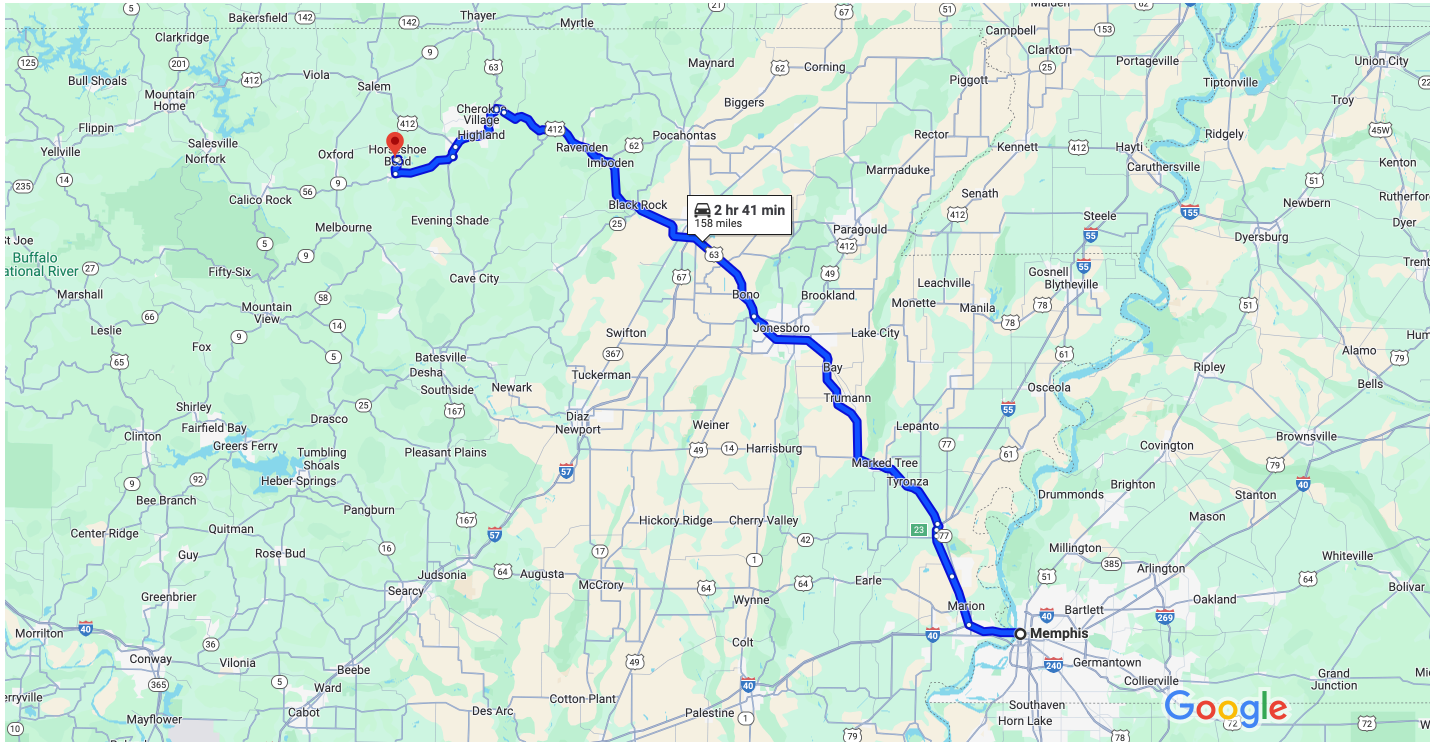 Bakersfield
142
142
Thayer
Myrtle
21
67
51
Malden
62
Campbell
153
Clarkton
Portageville
Union City
Clarkridge
125
201
Bull Shoals
412
Viola
9
63
Maynard
62
Corning
25
Piggott
Tiptonville
22
Mountain
Home
Salem
Biggers
Troy
Flippin
412
Cherokee
Village
Highland
412
Pocahontas
Rector
Ridgely
45W
Yellville
Salesville
Norfork
Oxford
Horseshoe
Bend
Ravenden
62
Imboden
Kennett
412
Hayti
Caruthersville
Kenton
235
14
9
56
Calico Rock
Marmaduke
Rutherford
Black Rock
Senath
Newbern
Evening Shade
25
2 hr 41 min
158 miles
412
Steele
155
St Joe
Melbourne
63
Paragould
412
55
Dyersburg
Dyer
Buffalo
National River
27
5
9
Fifty-Six
Cave City
67
49
55
Gosnell
Blytheville
Trent
Marshall
58
Bono
Brookland
Leachville
Monette
Manila
78
51
Mountain
View
66
14
Leslie
9
Swifton
Jonesboro
Lake City
78
Hum
Fox
65
5
Batesville
Desha
367
61
Alamo
79
Southside
Newark
Tuckerman
Bay
Ripley
Bells
Shirley
Drasco
25
167
Trumann
55
Osceola
Fairfield Bay
Diaz
Newport
Weiner
Lepanto
Clinton
Greers Ferry
49
14
Harrisburg
77
61
Covington
Brownsville
Tumbling
Shoals
Pleasant Plains
57
Marked Tree
79
9
92
Heber Springs
Tyronza
Brighton
40
Bee Branch
Drummonds
Stanton
Pangburn
167
Hickory Ridge
Cherry Valley
Mason
Center Ridge
Quitman
57
23
77
42
Guy
Rose Bud
16
17
1
Millington
385
Whiteville
Judsonia
64
Augusta
McCrory
64
64
Earle
51
Arlington
64
Greenbrier
Searcy
Wynne
Marion
Bartlett
Oakland
Bolivar
40
Morrilton
36
Colt
40
Memphis
40
269
Conway
Vilonia
Beebe
49
240
Germantown
365
5
Ward
40
Collierville
Grand
Junction
Cotton Plant
Mayflower
Cabot
Des Arc
Palestine
1
Southaven
Horn Lake
Google
72
72
72
10
79